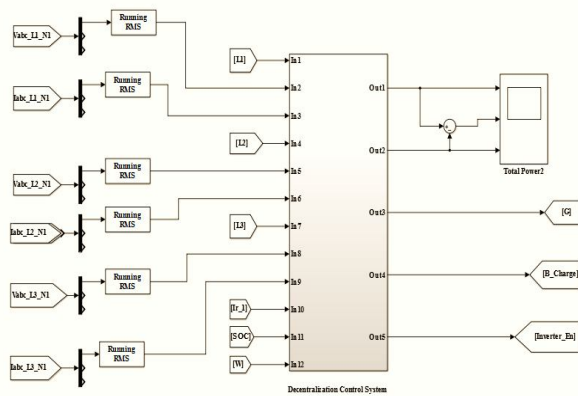 Vabc_L1_N1
Running
RMS
Iabc_L1_N1
Running
RMS
Vabc_L2_N1
Running
RMS
Iabc_L2_N1
Running
RMS
Vabc_L3_N1
Running
RMS
Iabc_L3_N1
Running
RMS
[L1]
[L2]
[L3]
[Ir_1]
[SOC]
[W]
In1
In2
In3
In4
In5
In6
In7
In8
In9
In10
In11
In12
Out1
Out2
Out3
Out4
Out5
Decentralization Control System
Total Power2
[G]
[B_Charge]
[Inverter_En]